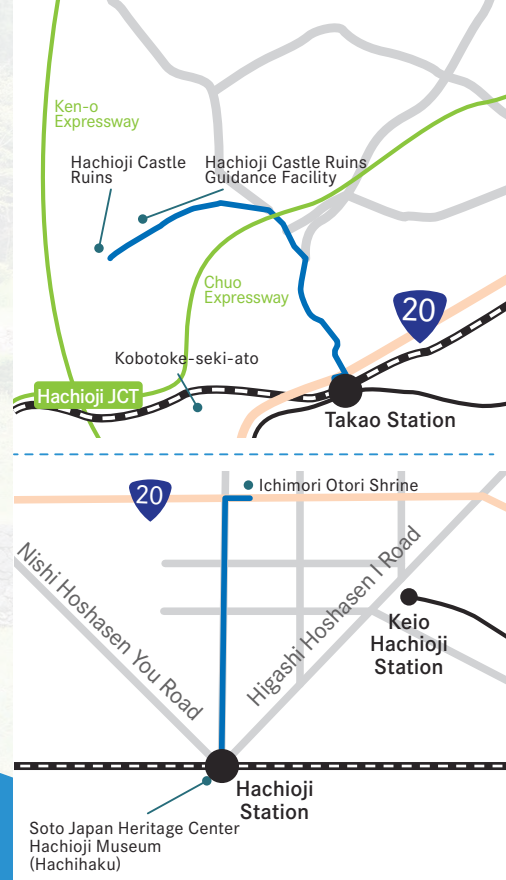 Ken-o
Expressway
Hachioji Castle
Ruins
Hachioji Castle Ruins
Guidance Facility
Chuo
Expressway
20
Kobotoke-seki-ato
Hachioji JCT
Takao Station
20
Ichimori Otori Shrine
Nishi Hoshasen You Road
Higashi Hoshasen I Road
Keio
Hachioji
Station
Hachioji
Station
Soto Japan Heritage Center
Hachioji Museum
(Hachihaku)